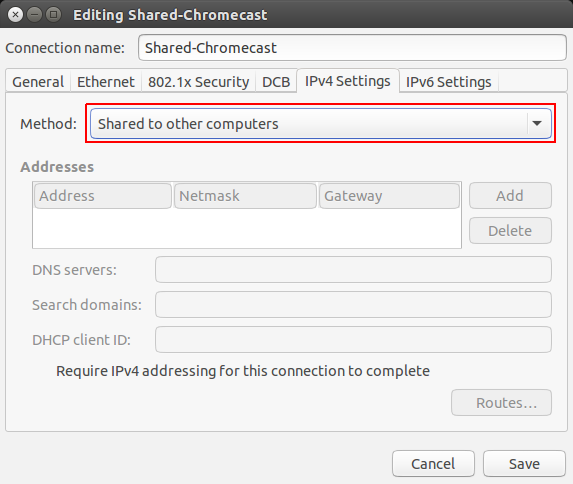 Editing Shared-Chromecast
Connection name: Shared-Chromecast
General Ethernet 802.1x Security DCB IPv4 Settings IPv6 Settings
Method: Shared to other computers
Addresses
Address Netmask Gateway Add
Delete
DNS servers:
Search domains:
DHCP client ID:
Require IPv4 addressing for this connection to complete
Routes...
Cancel Save